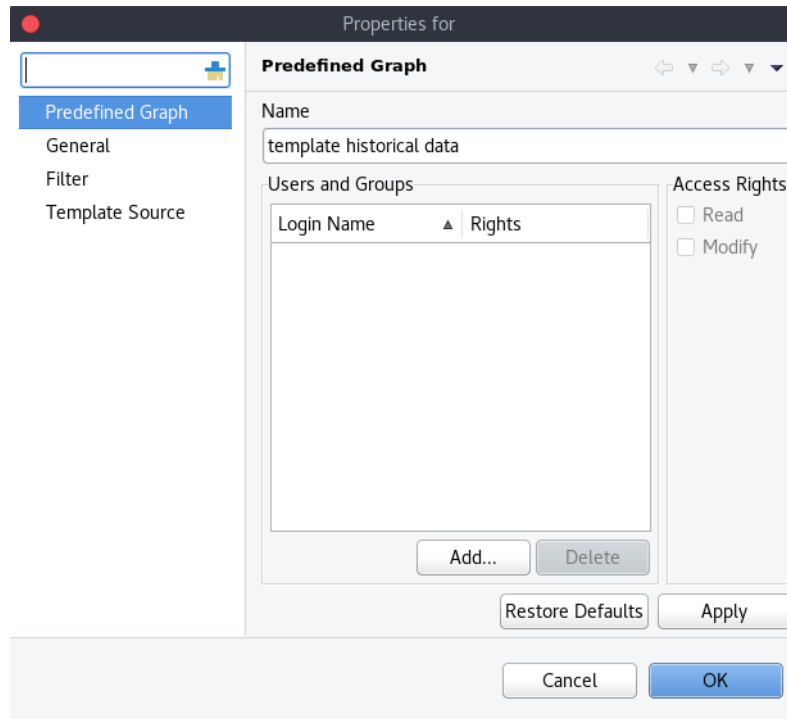 Properties for
Predefined Graph
General
Filter
Template Source
Predefined Graph
Name
template historical data
Users and Groups
Login Name
Rights
Access Rights
Read
Modify
Add...
Delete
Restore Defaults
Apply
Cancel
OK